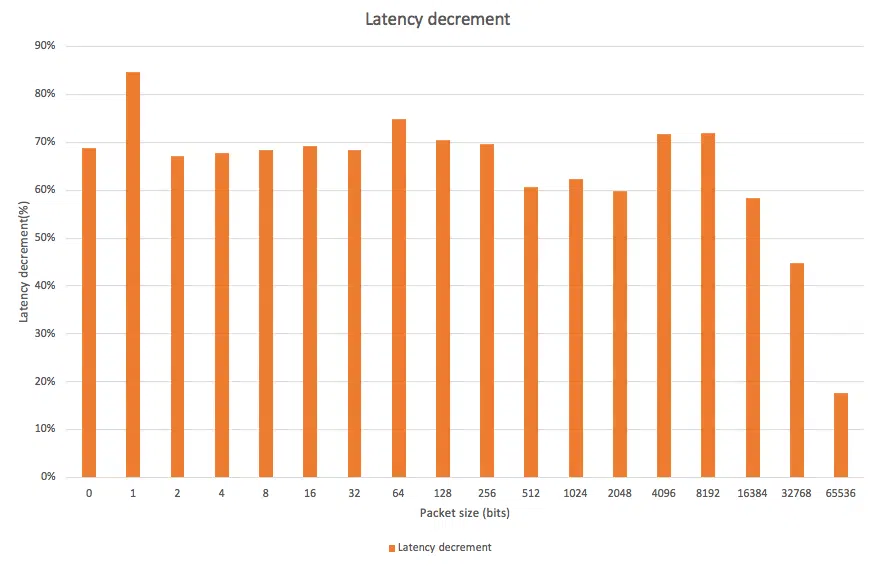 Latency decrement
90%
80%
70%
60%
50%
40%
30%
20%
10%
0%
Latency decrement(%)
0 1 2 4 8 16 32 64 128 256 512 1024 2048 4096 8192 16384 32768 65536
Packet size (bits)
Latency decrement